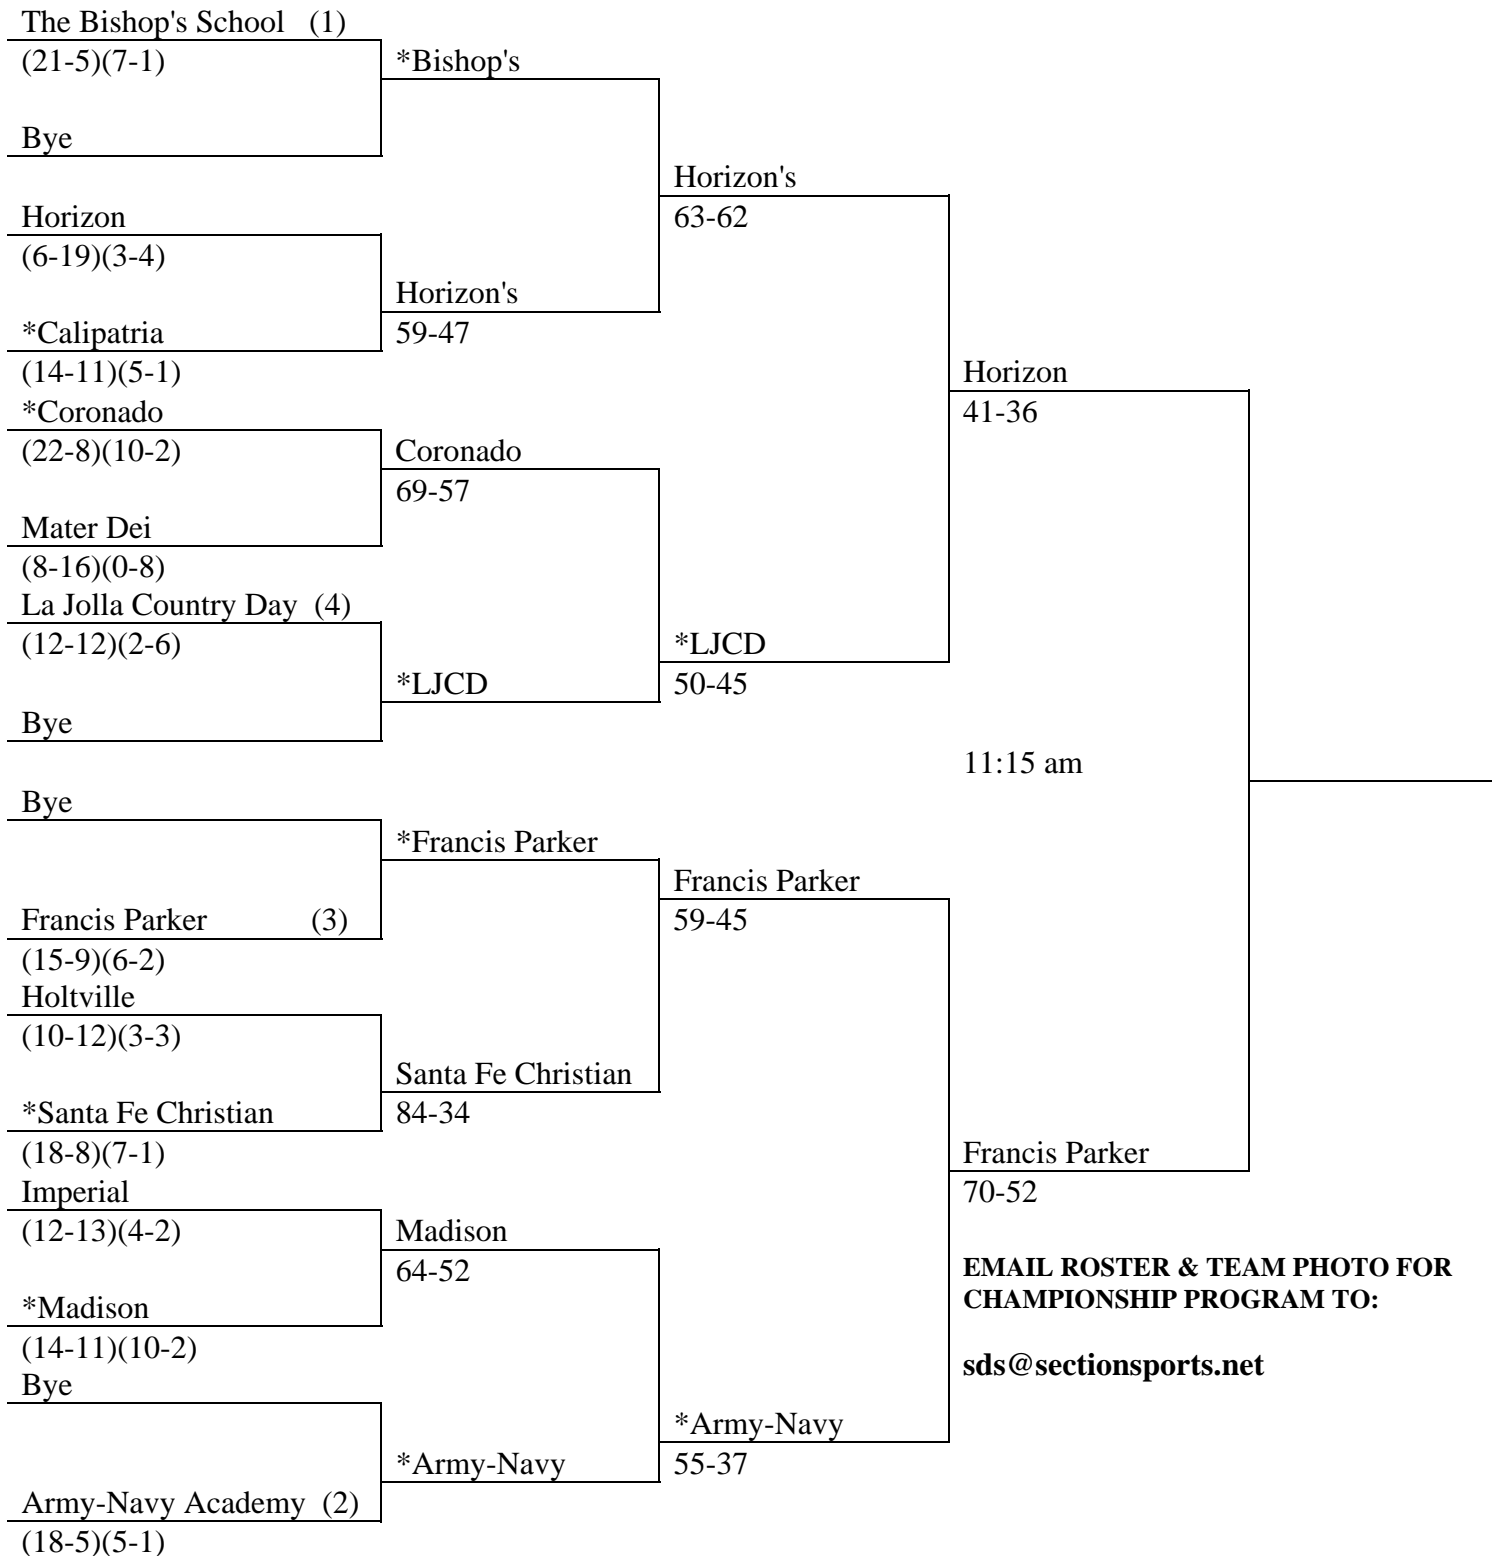 The Bishop's School (1)
(21-5)(7-1)
Bye
Horizon
(6-19)(3-4)
*Calipatria
(14-11)(5-1)
*Coronado
(22-8)(10-2)
Mater Dei
(8-16)(0-8)
La Jolla Country Day (4)
(12-12)(2-6)
Bye
Bye
Francis Parker (3)
(15-9)(6-2)
Holtville
(10-12)(3-3)
*Santa Fe Christian
(18-8)(7-1)
Imperial
(12-13)(4-2)
*Madison
(14-11)(10-2)
Bye
Army-Navy Academy (2)
(18-5)(5-1)
*Bishop's
Horizon's
59-47
Coronado
69-57
*LJCD
*Francis Parker
Santa Fe Christian
84-34
Madison
64-52
*Army-Navy
Horizon's
63-62
*LJCD
50-45
Francis Parker
59-45
*Army-Navy
55-37
Horizon
41-36
11:15 am
Francis Parker
70-52
EMAIL ROSTER & TEAM PHOTO FOR
CHAMPIONSHIP PROGRAM TO:
sds@sectionsports.net